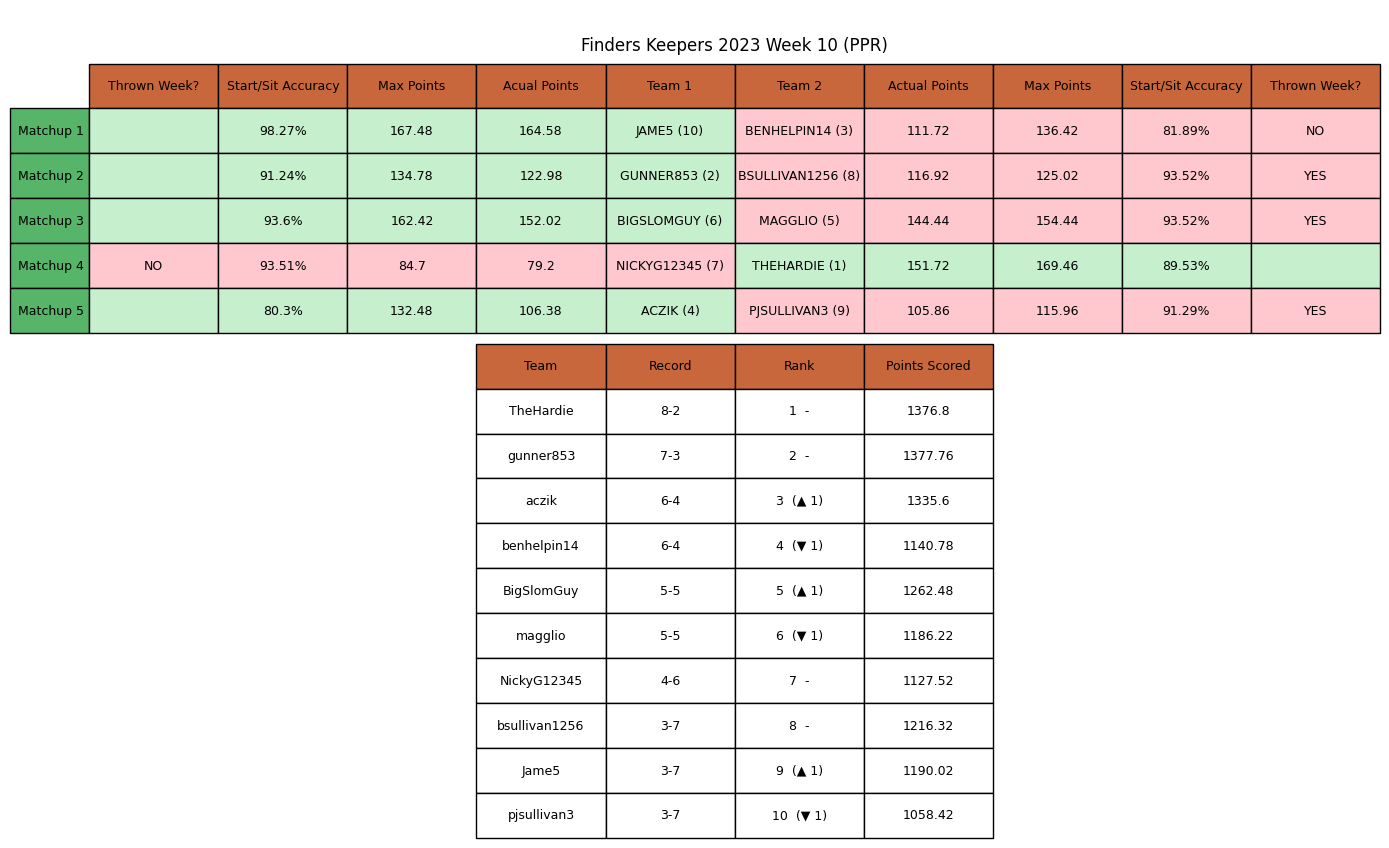 Finders Keepers 2023 Week 10 (PPR)
Thrown Week? Start/Sit Accuracy Max Points Acual Points Team 1 Team 2 Actual Points Max Points Start/Sit Accuracy Thrown Week?
Matchup 1 98.27% 167.48 164.58 JAME5 (10) BENHELPIN14 (3) 111.72 136.42 81.89% NO
Matchup 2 91.24% 134.78 122.98 GUNNER853 (2) BSULLIVAN1256 (8) 116.92 125.02 93.52% YES
Matchup 3 93.6% 162.42 152.02 BIGSLOMGUY (6) MAGGLIO (5) 144.44 154.44 93.52% YES
Matchup 4 NO 93.51% 84.7 79.2 NICKYG12345 (7) THEHARDIE (1) 151.72 169.46 89.53%
Matchup 5 80.3% 132.48 106.38 ACZIK (4) PJSULLIVAN3 (9) 105.86 115.96 91.29% YES
Team Record Rank Points Scored
TheHardie 8-2 1 - 1376.8
gunner853 7-3 2 - 1377.76
aczik 6-4 3 (▲ 1) 1335.6
benhelpin14 6-4 4 (▼ 1) 1140.78
BigSlomGuy 5-5 5 (▲ 1) 1262.48
magglio 5-5 6 (▼ 1) 1186.22
NickyG12345 4-6 7 - 1127.52
bsullivan1256 3-7 8 - 1216.32
Jame5 3-7 9 (▲ 1) 1190.02
pjsullivan3 3-7 10 (▼ 1) 1058.42